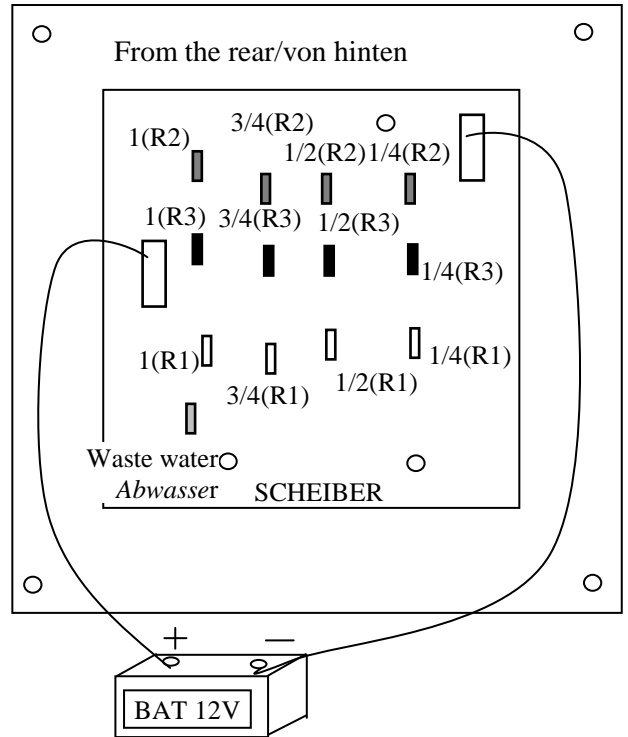 From the rear/von hinten
3/4(R2)
1(R2)
1/2(R2) 1/4(R2)
1(R3) 3/4(R3) 1/2(R3)
1/4(R3)
1(R1) 1/4(R1)
3/4(R1) 1/2(R1)
Waste water
Abwasser SCHEIBER
+ —
BAT 12V